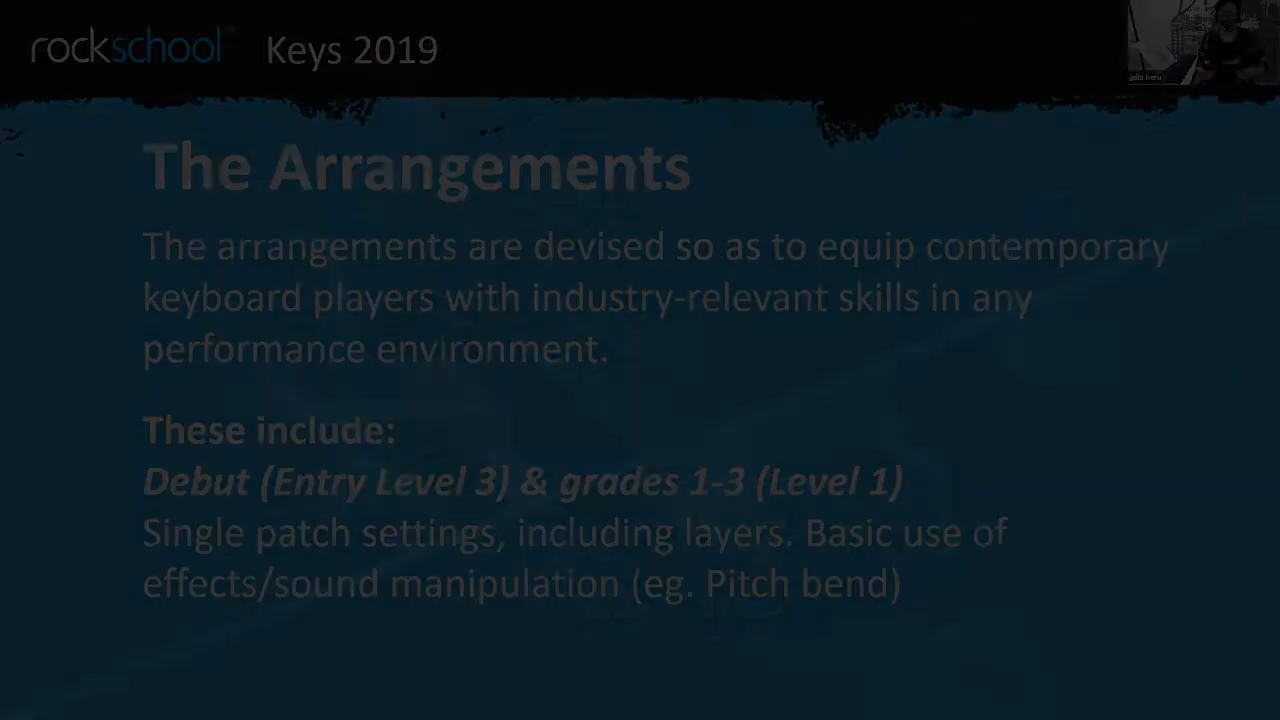 rockschool Keys 2019
The Arrangements
The arrangements are devised so as to equip contemporary
keyboard players with industry-relevant skills in any
performance environment.
These include:
Debut (Entry Level 3) & grades 1-3 (Level 1)
Single patch settings, including layers. Basic use of
effects/sound manipulation (eg. Pitch bend)